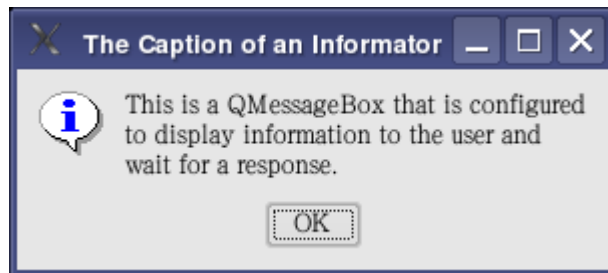 The Caption of an Informator
This is a QMessageBox that is configured
to display information to the user and
wait for a response.
OK